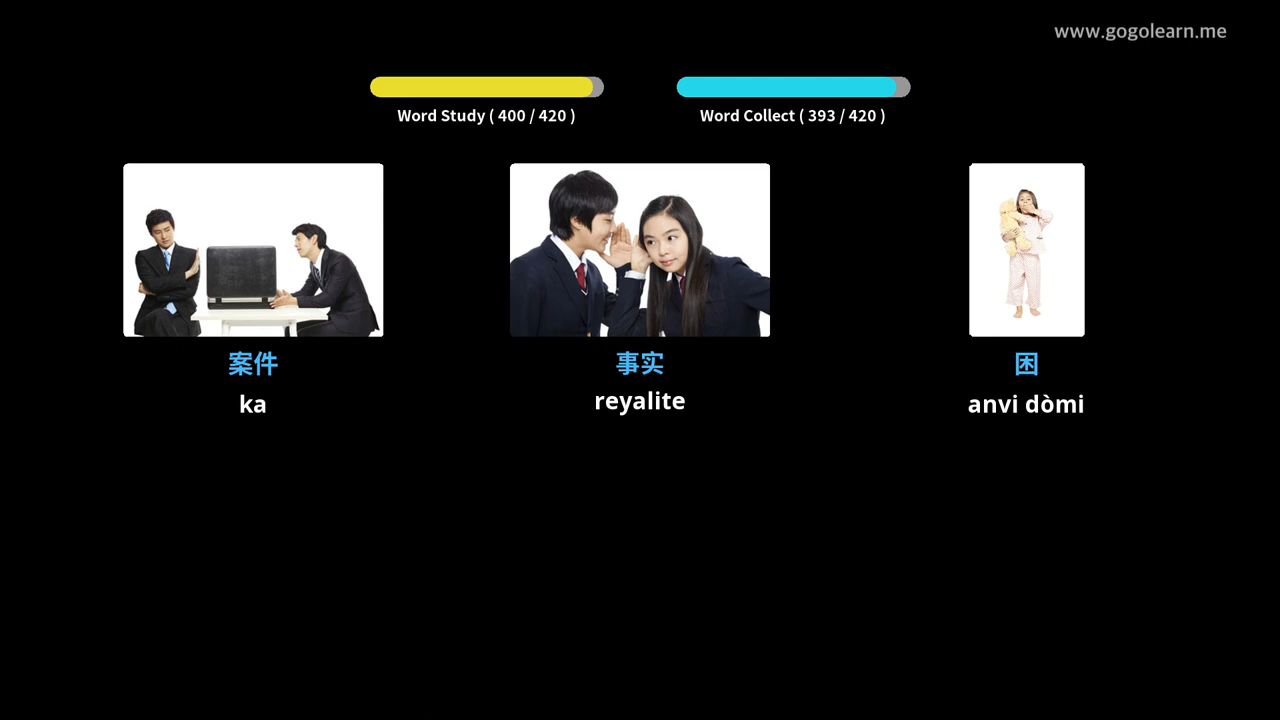 www.gogolearn.me
Word Study ( 400 / 420 )
Word Collect ( 393 / 420 )
案件
事实
困
ka
reyalite
anvi dòmi